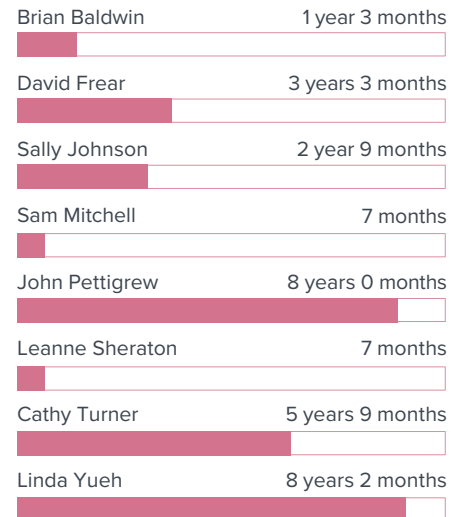 Brian Baldwin 1 year 3 months
David Frear 3 years 3 months
Sally Johnson 2 year 9 months
Sam Mitchell 7 months
John Pettigrew 8 years 0 months
Leanne Sheraton 7 months
Cathy Turner 5 years 9 months
Linda Yueh 8 years 2 months